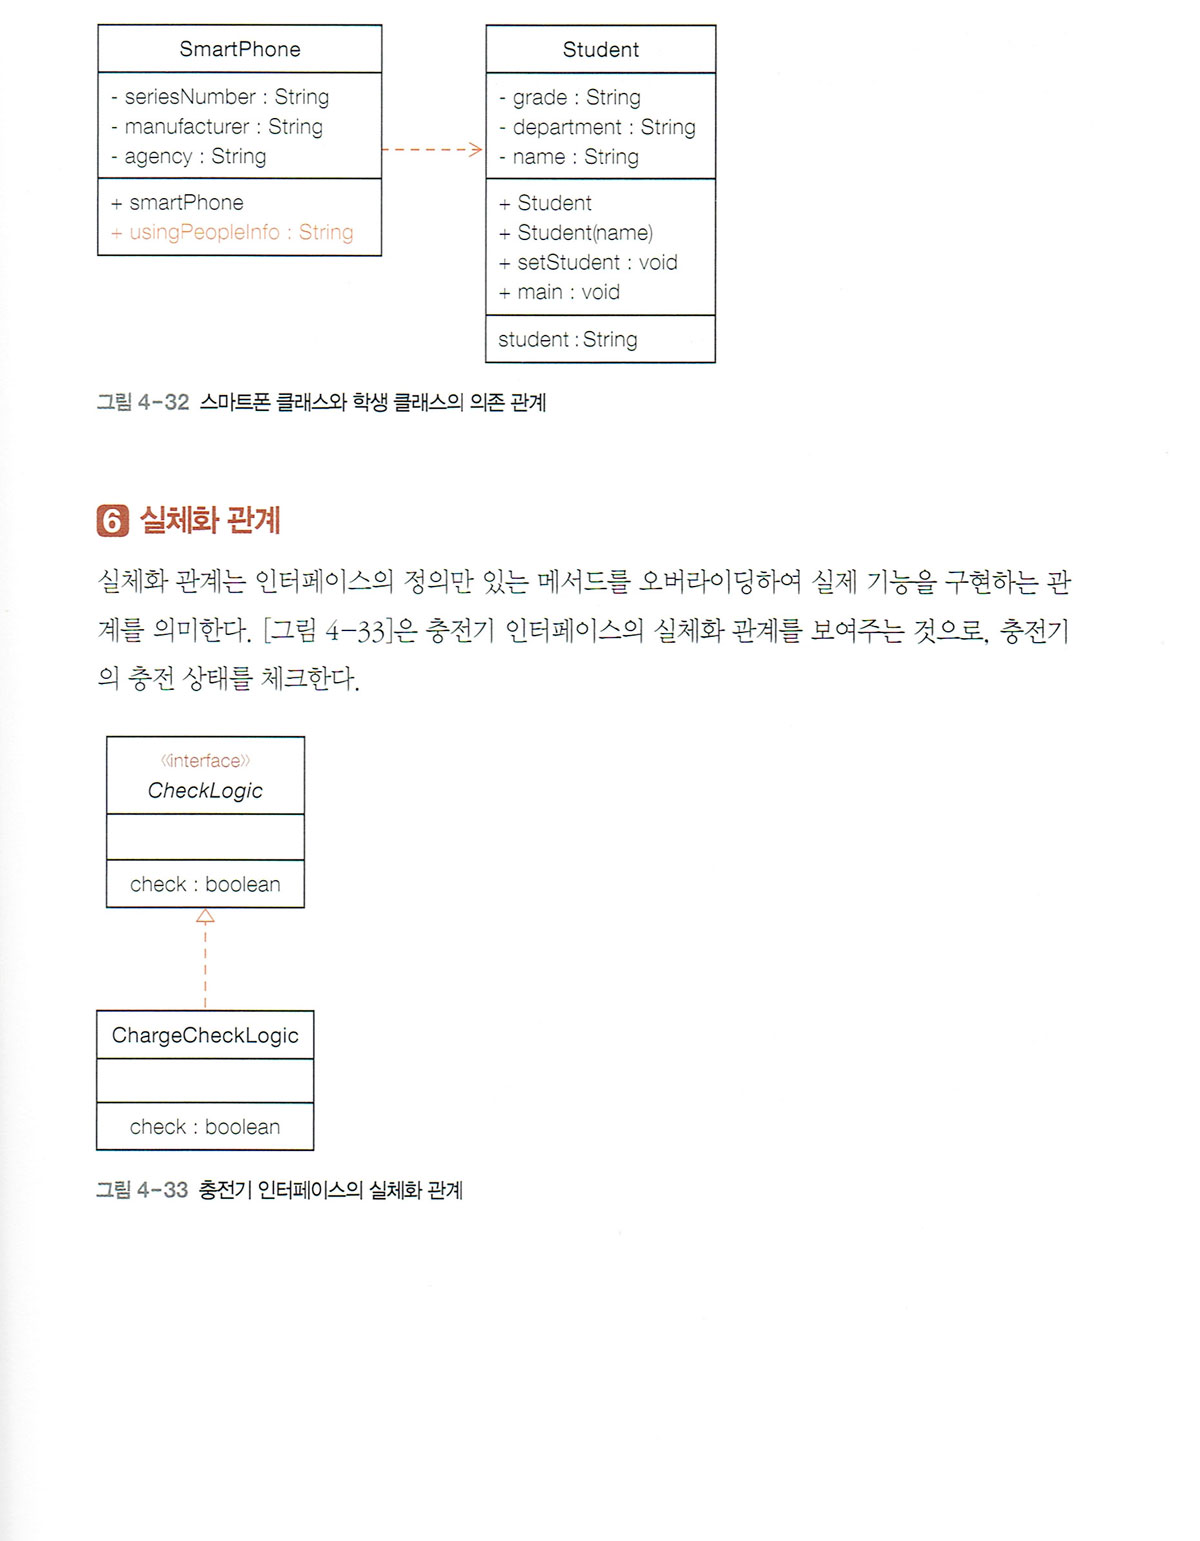 SmartPhone
- seriesNumber : String
- manufacturer : String
- agency : String
+ smartPhone
+ usingPeopleInfo : String
Student
- grade : String
- department : String
- name : String
+ Student
+ Student(name)
+ setStudent : void
+ main : void
student : String
그림 4-32 스마트폰 클래스와 학생 클래스의 의존 관계
6 실체화 관계
실체화 관계는 인터페이스의 정의만 있는 메서드를 오버라이딩하여 실제 기능을 구현하는 관
계를 의미한다. [그림 4-33]은 충전기 인터페이스의 실체화 관계를 보여주는 것으로, 충전기
의 충전 상태를 체크한다.
《interface》
CheckLogic
check : boolean
ChargeCheckLogic
check : boolean
그림 4-33 충전기 인터페이스의 실체화 관계